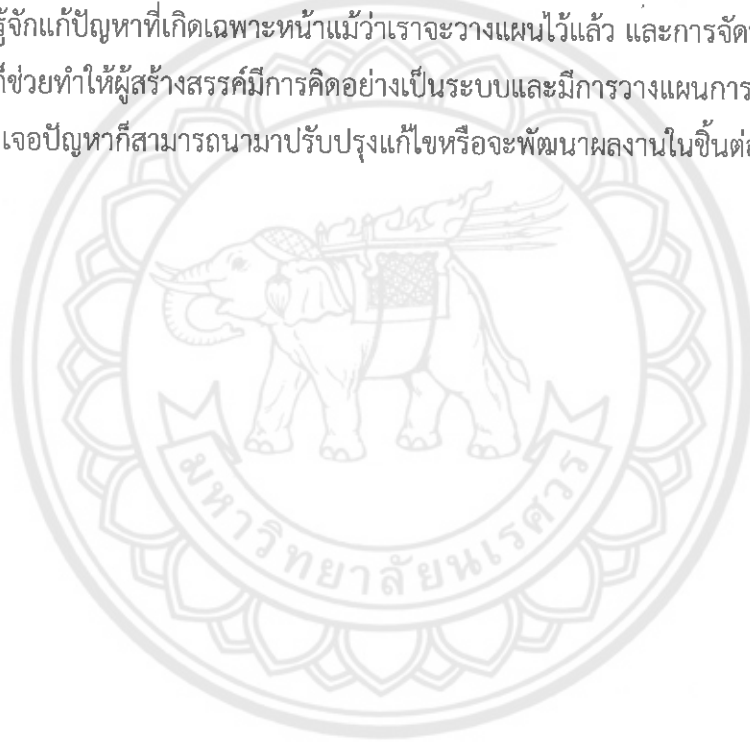 รู้จักแก้ปัญหาที่เกิดเฉพาะหน้าแม้ว่าเราจะวางแผนไว้แล้ว และการจัด
ก็ช่วยทำให้ผู้สร้างสรรค์มีการคิดอย่างเป็นระบบและมีการวางแผนการ
เจอปัญหาก็สามารถนามาปรับปรุงแก้ไขหรือจะพัฒนาผลงานในชิ้นต่อ
มหาวิทยาลัยนเรศวร